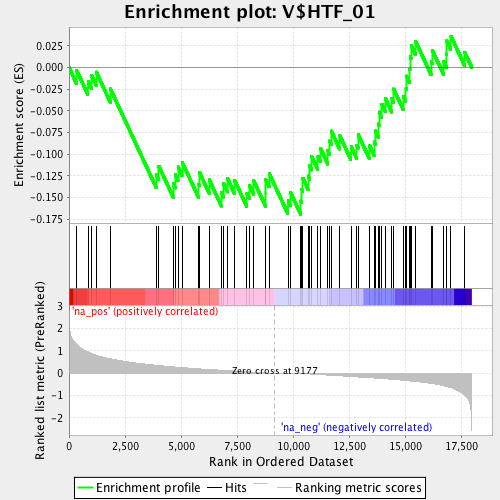 Enrichment plot: V$HTF_01
Enrichment score (ES)
0.025
0.000
-0.025
-0.050
-0.075
-0.100
-0.125
-0.150
-0.175
Ranked list metric (PreRanked)
3
2
1
0
-1
-2
'na_pos' (positively correlated)
Zero cross at 9177
'na_neg' (negatively correlated)
0
2,500
5,000
7,500
10,000
12,500
15,000
17,500
Rank in Ordered Dataset
Enrichment profile
Hits
Ranking metric scores